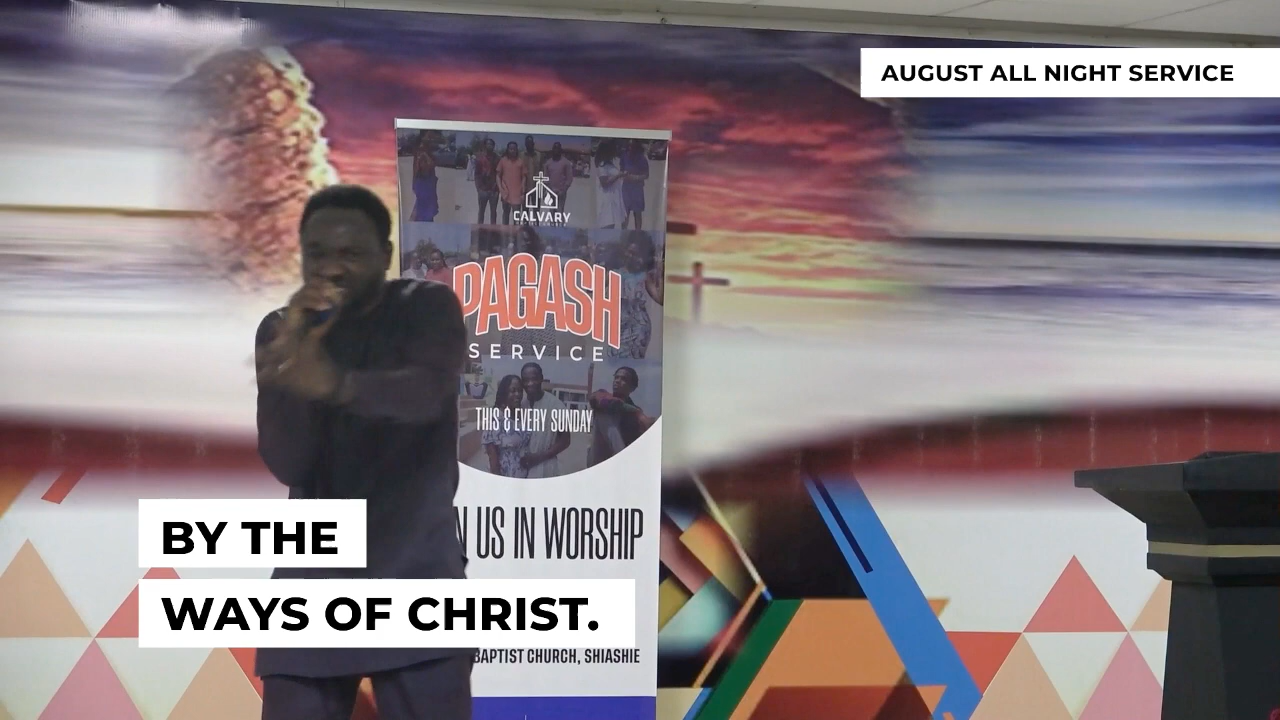 AUGUST ALL NIGHT SERVICE
CALVARY
PAGASH
SERVICE
THIS & EVERY SUNDAY
US IN WORSHIP
BAPTIST CHURCH, SHIASHIE
BY THE
WAYS OF CHRIST.